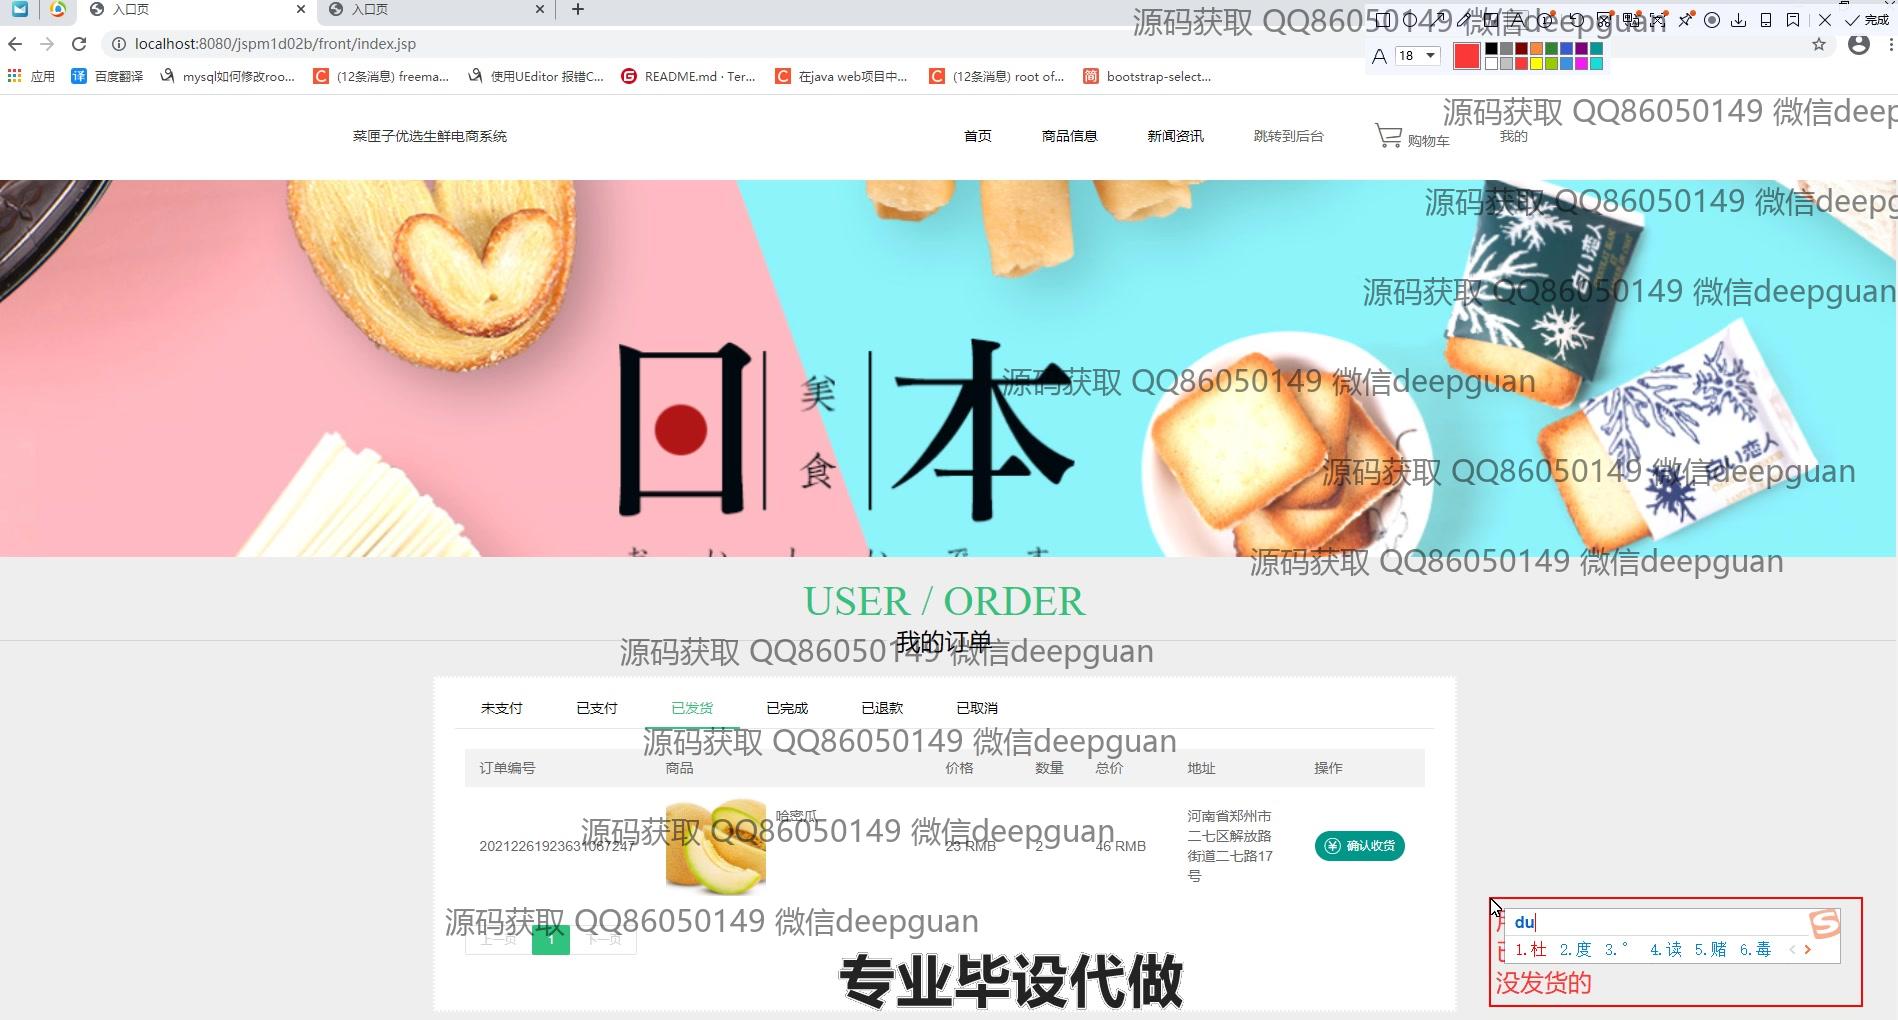 入口页
入口页
localhost:8080/jspm1d02b/front/index.jsp
完成
A 18
应用
百度翻译
mysql如何修改roo...
(12条消息) freema...
使用UEditor 报错C...
README.md · Ter...
在java web项目中...
(12条消息) root of...
bootstrap-select...
源码获取 QQ86050149 微信deepguan
源码获取 QQ86050149 微信deep
菜匣子优选生鲜电商系统
首页
商品信息
新闻资讯
跳转到后台
购物车
我的
源码获取 QQ86050149 微信deepg
源码获取 QQ86050149 微信deepguan
日 美食 本
白い恋人
白い恋人
源码获取 QQ86050149 微信deepguan
源码获取 QQ86050149 微信deepguan
源码获取 QQ86050149 微信deepguan
USER / ORDER
我的订单
源码获取 QQ86050149 微信deepguan
未支付 已支付 已发货 已完成 已退款 已取消
源码获取 QQ86050149 微信deepguan
订单编号 商品 价格 数量 总价 地址 操作
哈密瓜
源码获取 QQ86050149 微信deepguan
23 RMB 2 46 RMB
河南省郑州市
二七区解放路
街道二七路17
号
确认收货
源码获取 QQ86050149 微信deepguan
上一页 1 下一页
专业毕设代做
du
1.杜 2.度 3.° 4.读 5.赌 6.毒
没发货的